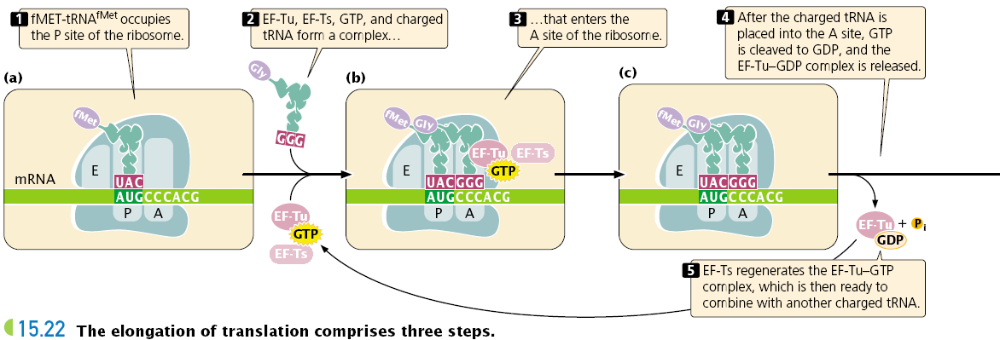 1 fMET-tRNAfMet occupies
the P site of the ribosome.
2 EF-Tu, EF-Ts, GTP, and charged
tRNA form a complex…
3 …that enters the
A site of the ribosome.
4 After the charged tRNA is
placed into the A site, GTP
is cleaved to GDP, and the
EF-Tu–GDP complex is released.
(a)
fMet
E
mRNA
UAC
AUGCCCACG
P A
Gly
GGG
EF-Tu
GTP
EF-Ts
(b)
fMet Gly
E
EF-Tu EF-Ts
GTP
UACGGG
AUGCCCACG
P A
(c)
fMet Gly
E
UACGGG
AUGCCCACG
P A
EF-Tu + Pi
GDP
5 EF-Ts regenerates the EF-Tu–GTP
complex, which is then ready to
combine with another charged tRNA.
15.22 The elongation of translation comprises three steps.